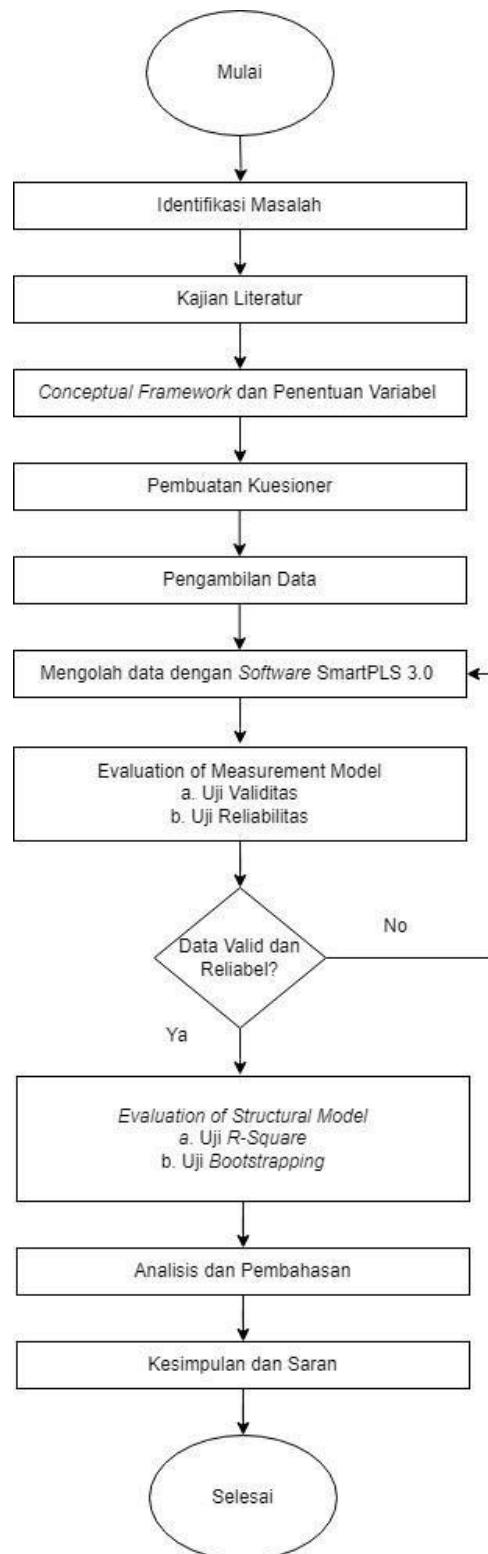 Mulai
Identifikasi Masalah
Kajian Literatur
Conceptual Framework dan Penentuan Variabel
Pembuatan Kuesioner
Pengambilan Data
Mengolah data dengan Software SmartPLS 3.0
Evaluation of Measurement Model
a. Uji Validitas
b. Uji Reliabilitas
Data Valid dan
Reliabel?
No
Ya
Evaluation of Structural Model
a. Uji R-Square
b. Uji Bootstrapping
Analisis dan Pembahasan
Kesimpulan dan Saran
Selesai